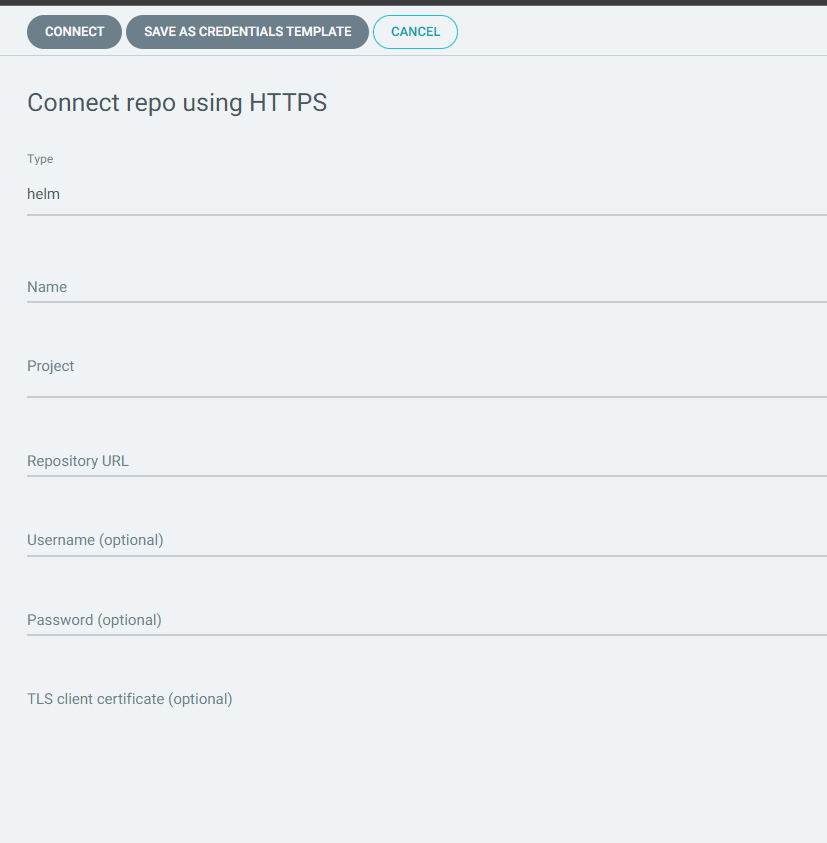 CONNECT SAVE AS CREDENTIALS TEMPLATE CANCEL
Connect repo using HTTPS
Type
helm
Name
Project
Repository URL
Username (optional)
Password (optional)
TLS client certificate (optional)